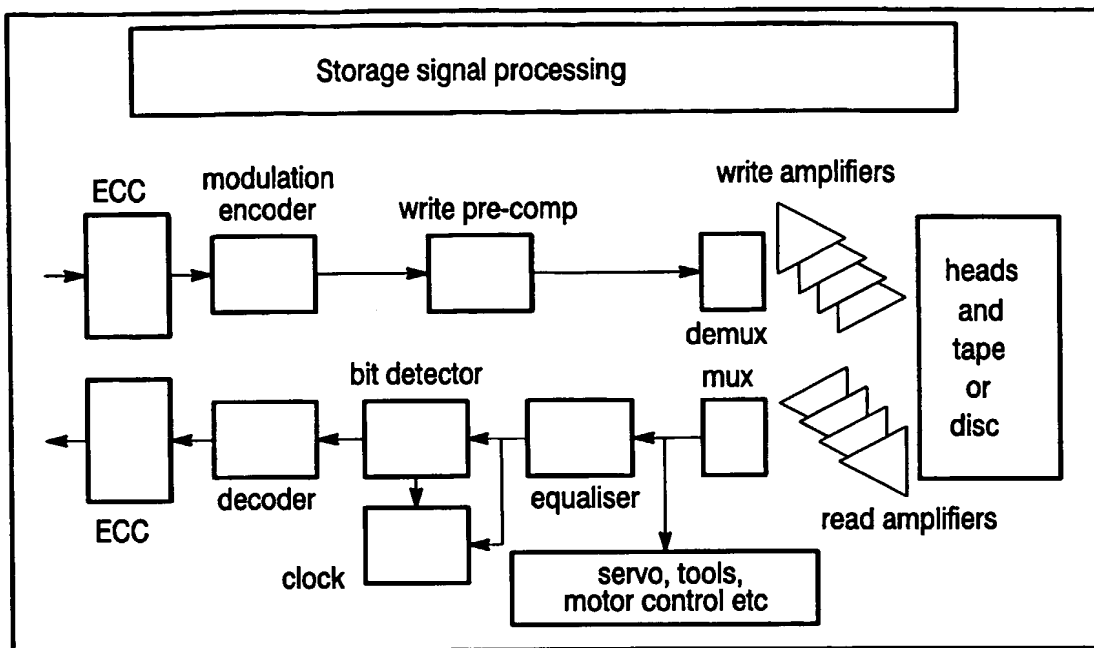 Storage signal processing
ECC
modulation
encoder
write pre-comp
write amplifiers
demux
heads
and
tape
or
disc
bit detector
mux
decoder
equaliser
ECC
read amplifiers
clock
servo, tools,
motor control etc